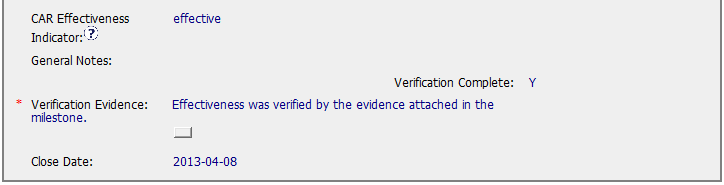 CAR Effectiveness effective
Indicator:?
General Notes:
Verification Complete: Y
* Verification Evidence: Effectiveness was verified by the evidence attached in the
milestone.
Close Date: 2013-04-08